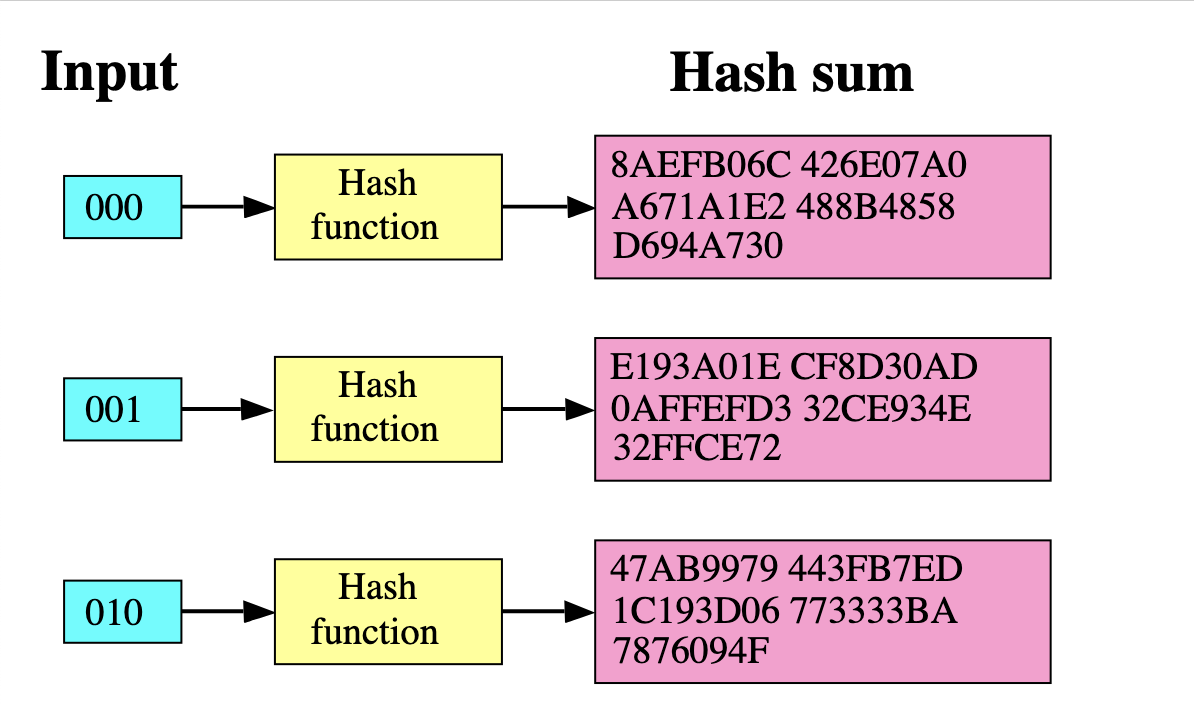 Input
Hash sum
000
Hash
function
8AEFB06C 426E07A0
A671A1E2 488B4858
D694A730
001
Hash
function
E193A01E CF8D30AD
0AFFEFD3 32CE934E
32FFCE72
010
Hash
function
47AB9979 443FB7ED
1C193D06 773333BA
7876094F